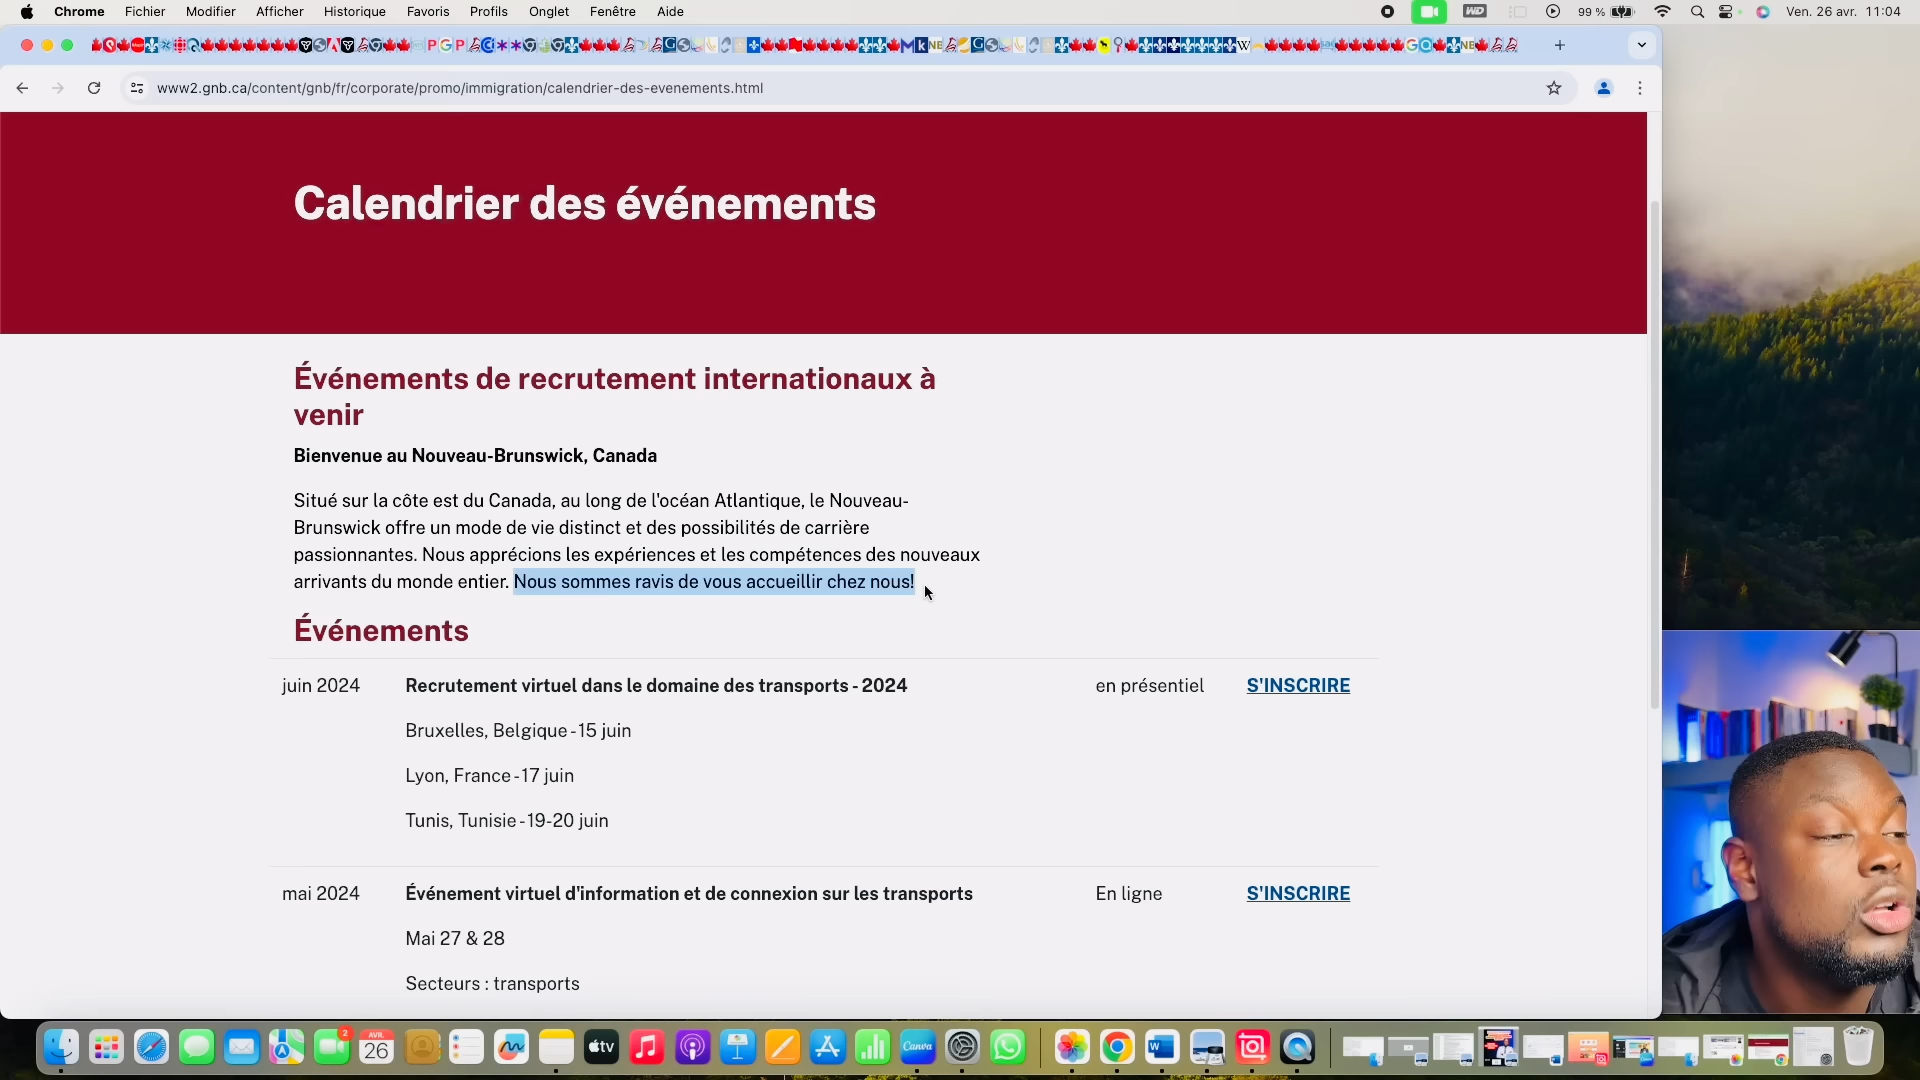 Chrome Fichier Modifier Afficher Historique Favoris Profils Onglet Fenêtre Aide 99 % Ven. 26 avr. 11:04
www2.gnb.ca/content/gnb/fr/corporate/promo/immigration/calendrier-des-evenements.html
Calendrier des événements
Événements de recrutement internationaux à
venir
Bienvenue au Nouveau-Brunswick, Canada
Situé sur la côte est du Canada, au long de l'océan Atlantique, le Nouveau-
Brunswick offre un mode de vie distinct et des possibilités de carrière
passionnantes. Nous apprécions les expériences et les compétences des nouveaux
arrivants du monde entier. Nous sommes ravis de vous accueillir chez nous!
Événements
juin 2024 Recrutement virtuel dans le domaine des transports - 2024 en présentiel S'INSCRIRE
Bruxelles, Belgique - 15 juin
Lyon, France - 17 juin
Tunis, Tunisie - 19-20 juin
mai 2024 Événement virtuel d'information et de connexion sur les transports En ligne S'INSCRIRE
Mai 27 & 28
Secteurs : transports
2 AVR. 26 tv Canva W